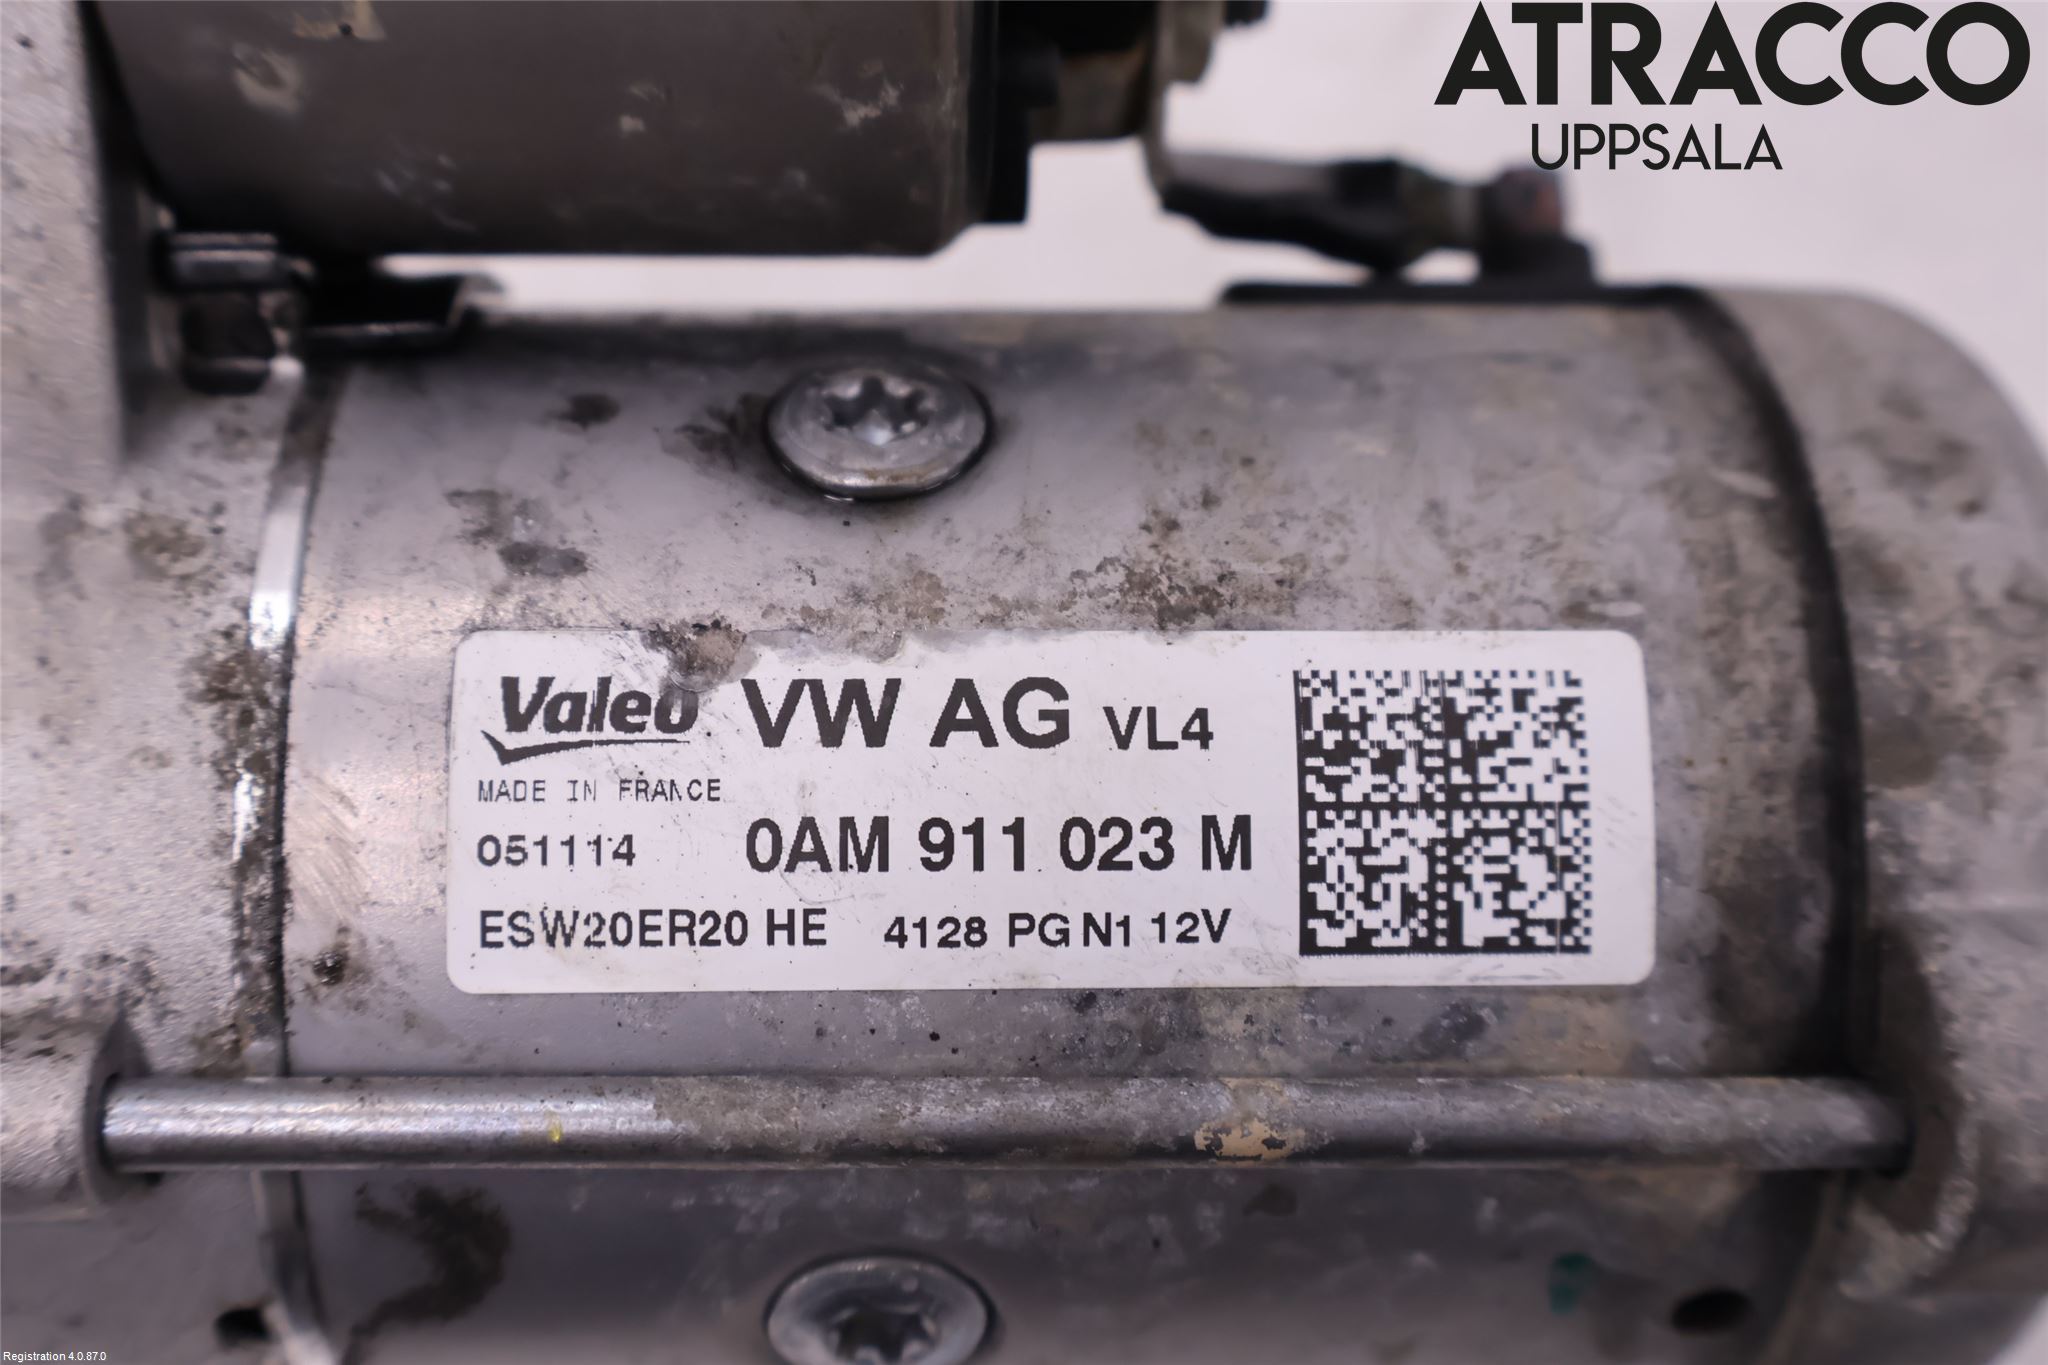 ATRACCO
UPPSALA
Valeo VW AG VL4
MADE IN FRANCE
051114 0AM 911 023 M
ESW20ER20 HE 4128 PG N1 12V
Registration 4.0.87.0